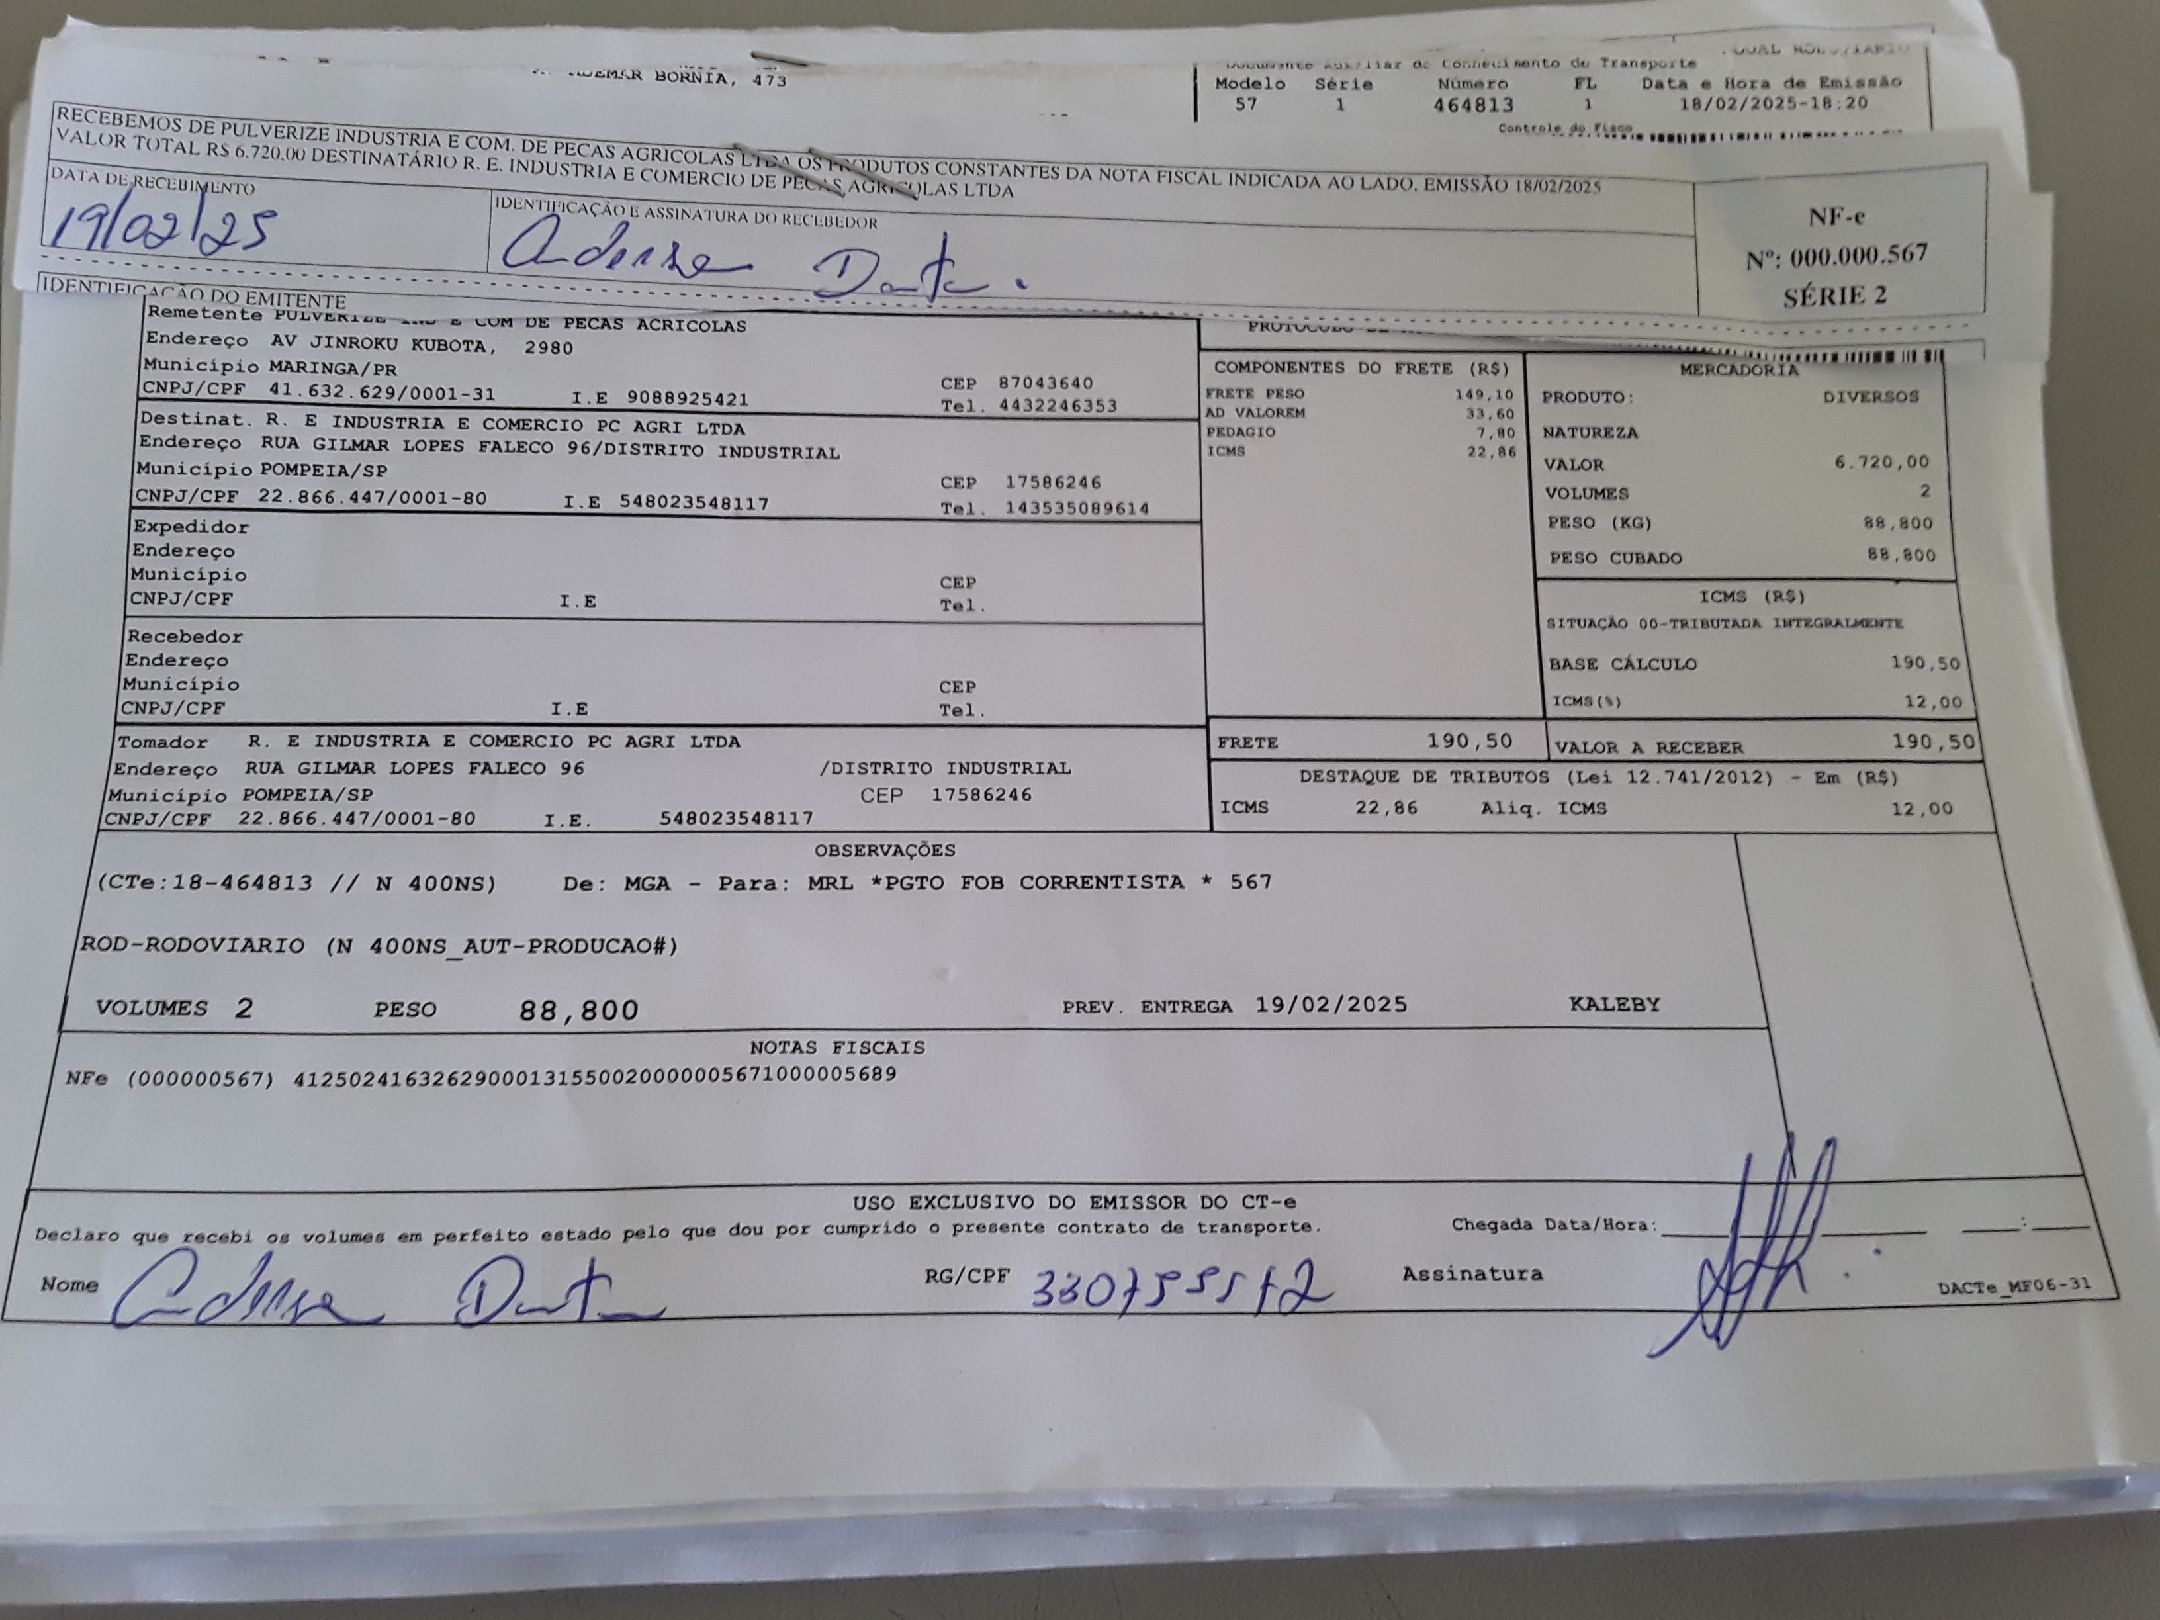 ADEMAR BORNIA, 473
Documento Auxiliar do Conhecimento de Transporte
Modelo Série Número FL Data e Hora de Emissão
57 1 464813 1 18/02/2025-18:20
Controle do Fisco
RECEBEMOS DE PULVERIZE INDUSTRIA E COM. DE PECAS AGRICOLAS LTDA OS PRODUTOS CONSTANTES DA NOTA FISCAL INDICADA AO LADO. EMISSÃO 18/02/2025
VALOR TOTAL R$ 6.720.00 DESTINATÁRIO R. E. INDUSTRIA E COMERCIO DE PECAS AGRICOLAS LTDA
DATA DE RECEBIMENTO
19/02/25
IDENTIFICAÇÃO E ASSINATURA DO RECEBEDOR
NF-e
Nº: 000.000.567
SÉRIE 2
IDENTIFICAÇÃO DO EMITENTE
Remetente PULVERIZE IND E COM DE PECAS AGRICOLAS
Endereço AV JINROKU KUBOTA, 2980
Município MARINGA/PR CEP 87043640
CNPJ/CPF 41.632.629/0001-31 I.E 9088925421 Tel. 4432246353
Destinat. R. E INDUSTRIA E COMERCIO PC AGRI LTDA
Endereço RUA GILMAR LOPES FALECO 96/DISTRITO INDUSTRIAL
Município POMPEIA/SP CEP 17586246
CNPJ/CPF 22.866.447/0001-80 I.E 548023548117 Tel. 143535089614
Expedidor
Endereço
Município CEP
CNPJ/CPF I.E Tel.
Recebedor
Endereço
Município CEP
CNPJ/CPF I.E Tel.
Tomador R. E INDUSTRIA E COMERCIO PC AGRI LTDA
Endereço RUA GILMAR LOPES FALECO 96 /DISTRITO INDUSTRIAL
Município POMPEIA/SP CEP 17586246
CNPJ/CPF 22.866.447/0001-80 I.E. 548023548117
COMPONENTES DO FRETE (R$)
FRETE PESO 149,10
AD VALOREM 33,60
PEDAGIO 7,80
ICMS 22,86
MERCADORIA
PRODUTO: DIVERSOS
NATUREZA
VALOR 6.720,00
VOLUMES 2
PESO (KG) 88,800
PESO CUBADO 88,800
ICMS (R$)
SITUAÇÃO 00-TRIBUTADA INTEGRALMENTE
BASE CÁLCULO 190,50
ICMS(%) 12,00
FRETE 190,50 VALOR A RECEBER 190,50
DESTAQUE DE TRIBUTOS (Lei 12.741/2012) - Em (R$)
ICMS 22,86 Aliq. ICMS 12,00
OBSERVAÇÕES
(CTe:18-464813 // N 400NS) De: MGA - Para: MRL *PGTO FOB CORRENTISTA * 567
ROD-RODOVIARIO (N 400NS_AUT-PRODUCAO#)
VOLUMES 2 PESO 88,800 PREV. ENTREGA 19/02/2025 KALEBY
NOTAS FISCAIS
NFe (000000567) 41250241632629000131550020000005671000005689
USO EXCLUSIVO DO EMISSOR DO CT-e
Declaro que recebi os volumes em perfeito estado pelo que dou por cumprido o presente contrato de transporte. Chegada Data/Hora: :
Nome RG/CPF Assinatura DACTe_MF06-31